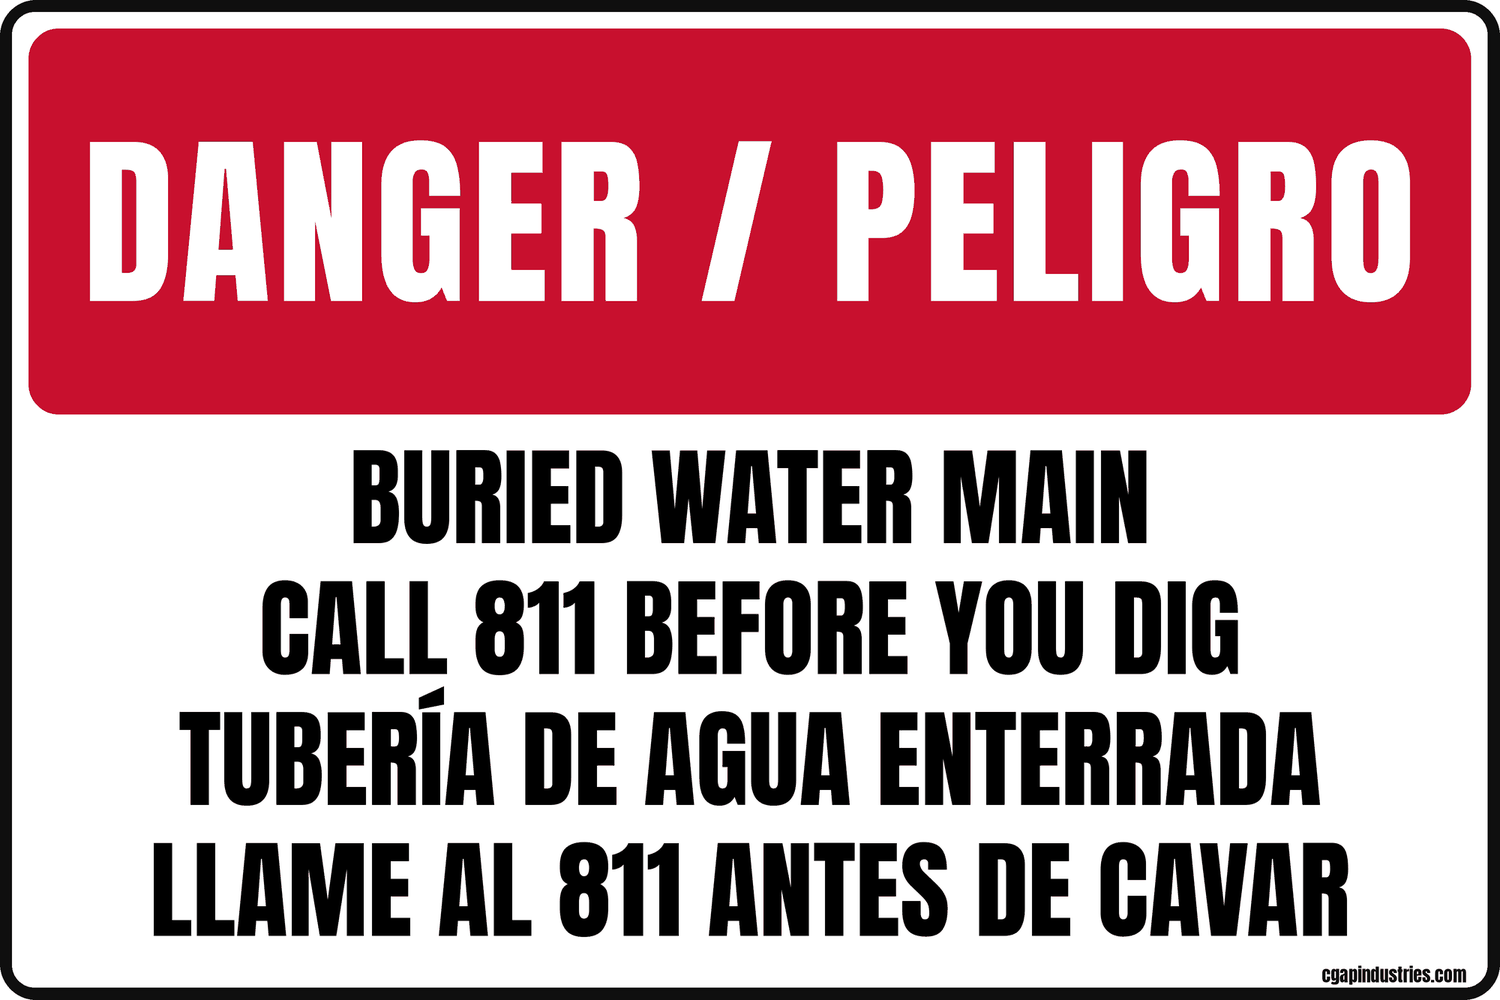 DANGER / PELIGRO
BURIED WATER MAIN
CALL 811 BEFORE YOU DIG
TUBERÍA DE AGUA ENTERRADA
LLAME AL 811 ANTES DE CAVAR
cgapindustries.com